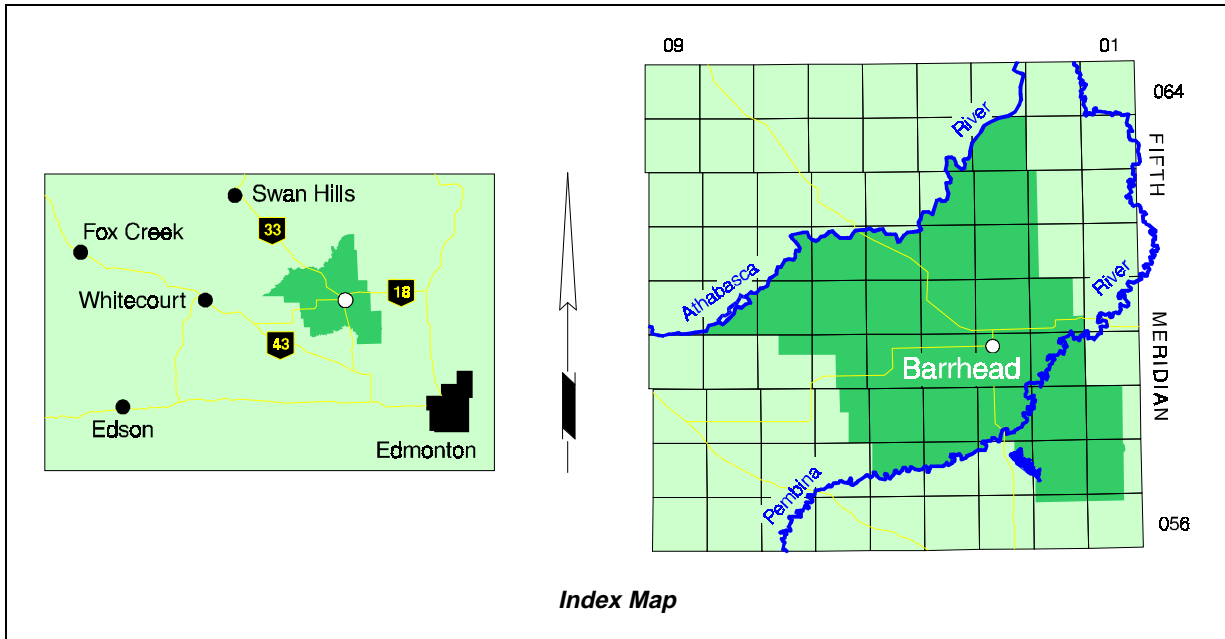 Swan Hills
33
Fox Creek
18
Whitecourt
43
Edson
Edmonton
09
01
064
River
FIFTH
Athabasca
River
MERIDIAN
Barrhead
Pembina
056
Index Map